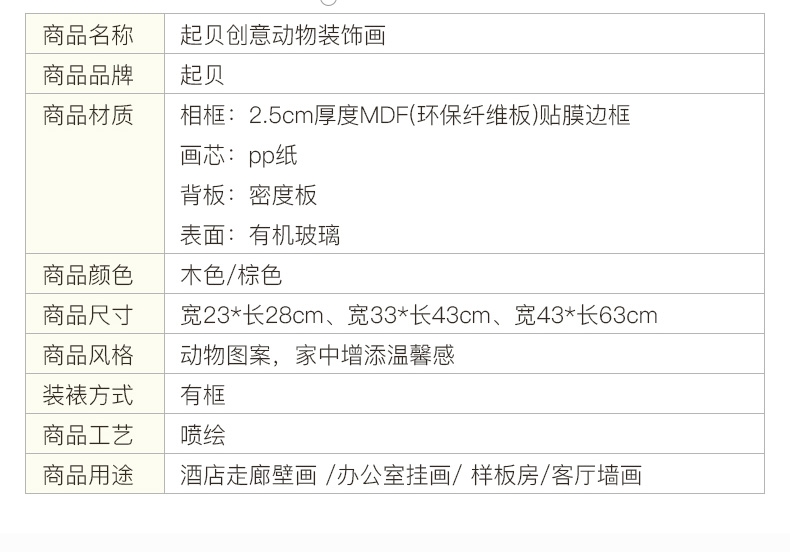 商品名称 起贝创意动物装饰画
商品品牌 起贝
商品材质 相框：2.5cm厚度MDF(环保纤维板)贴膜边框
画芯：pp纸
背板：密度板
表面：有机玻璃
商品颜色 木色/棕色
商品尺寸 宽23*长28cm、宽33*长43cm、宽43*长63cm
商品风格 动物图案，家中增添温馨感
装裱方式 有框
商品工艺 喷绘
商品用途 酒店走廊壁画 /办公室挂画/ 样板房/客厅墙画